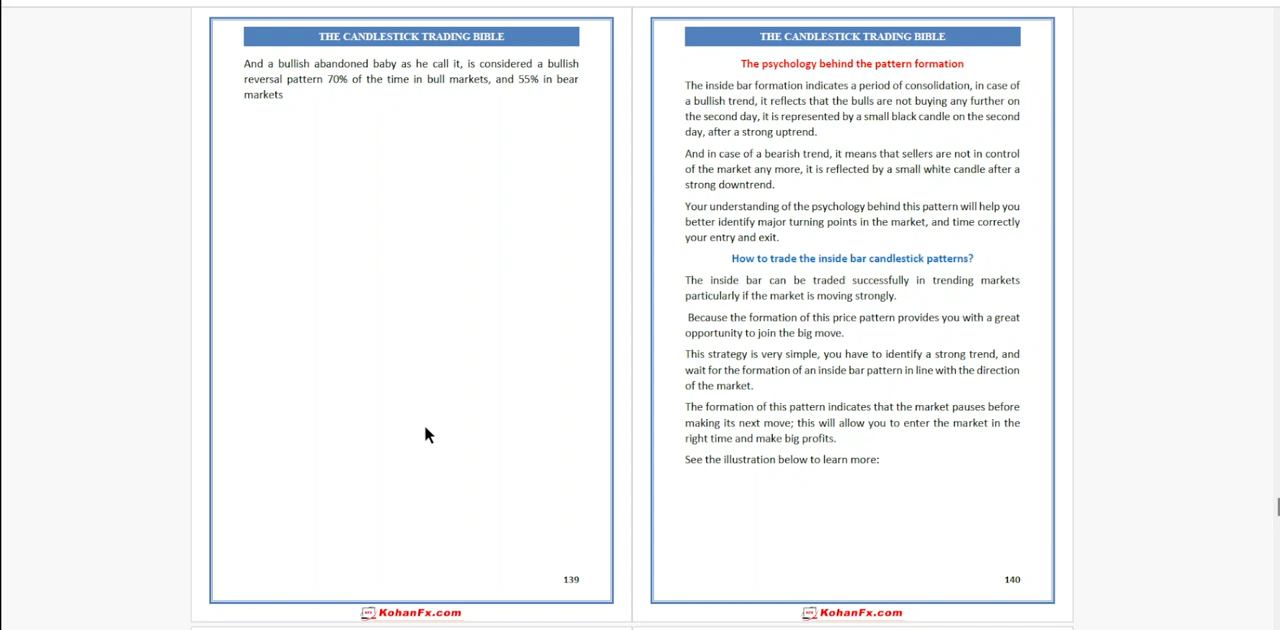 THE CANDLESTICK TRADING BIBLE
And a bullish abandoned baby as he call it, is considered a bullish
reversal pattern 70% of the time in bull markets, and 55% in bear
markets
139
KohanFx.com
THE CANDLESTICK TRADING BIBLE
The psychology behind the pattern formation
The inside bar formation indicates a period of consolidation, in case of
a bullish trend, it reflects that the bulls are not buying any further on
the second day, it is represented by a small black candle on the second
day, after a strong uptrend.
And in case of a bearish trend, it means that sellers are not in control
of the market any more, it is reflected by a small white candle after a
strong downtrend.
Your understanding of the psychology behind this pattern will help you
better identify major turning points in the market, and time correctly
your entry and exit.
How to trade the inside bar candlestick patterns?
The inside bar can be traded successfully in trending markets
particularly if the market is moving strongly.
Because the formation of this price pattern provides you with a great
opportunity to join the big move.
This strategy is very simple, you have to identify a strong trend, and
wait for the formation of an inside bar pattern in line with the direction
of the market.
The formation of this pattern indicates that the market pauses before
making its next move; this will allow you to enter the market in the
right time and make big profits.
See the illustration below to learn more:
140
KohanFx.com